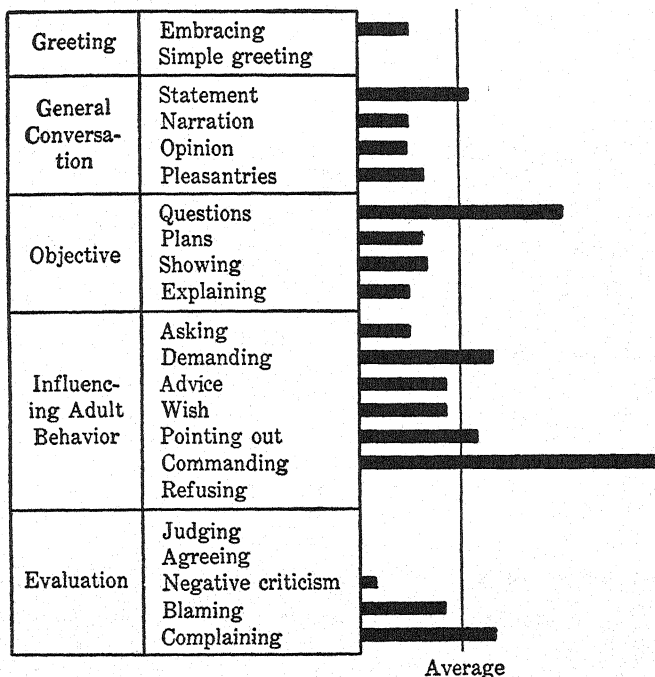 Greeting
Embracing
Simple greeting
General
Conversa-
tion
Statement
Narration
Opinion
Pleasantries
Objective
Questions
Plans
Showing
Explaining
Influenc-
ing Adult
Behavior
Asking
Demanding
Advice
Wish
Pointing out
Commanding
Refusing
Evaluation
Judging
Agreeing
Negative criticism
Blaming
Complaining
Average